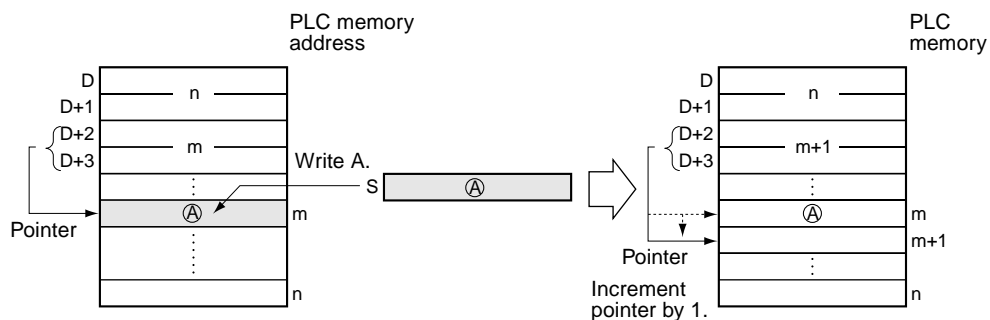 PLC memory
address
D
n
D+1
D+2
m
D+3
Write A.
S
A
A
m
Pointer
n
PLC
memory
D
n
D+1
D+2
m+1
D+3
A
m
m+1
Pointer
Increment
pointer by 1.
n